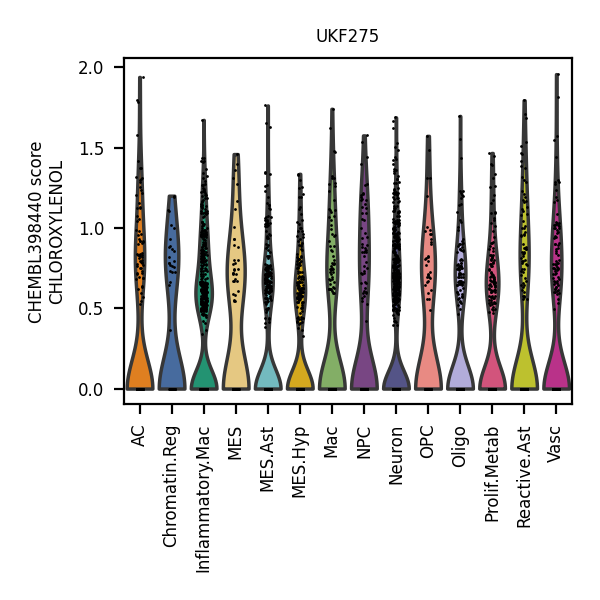 UKF275
CHEMBL398440 score
CHLOROXYLENOL
2.0
1.5
1.0
0.5
0.0
AC
Chromatin.Reg
Inflammatory.Mac
MES
MES.Ast
MES.Hyp
Mac
NPC
Neuron
OPC
Oligo
Prolif.Metab
Reactive.Ast
Vasc